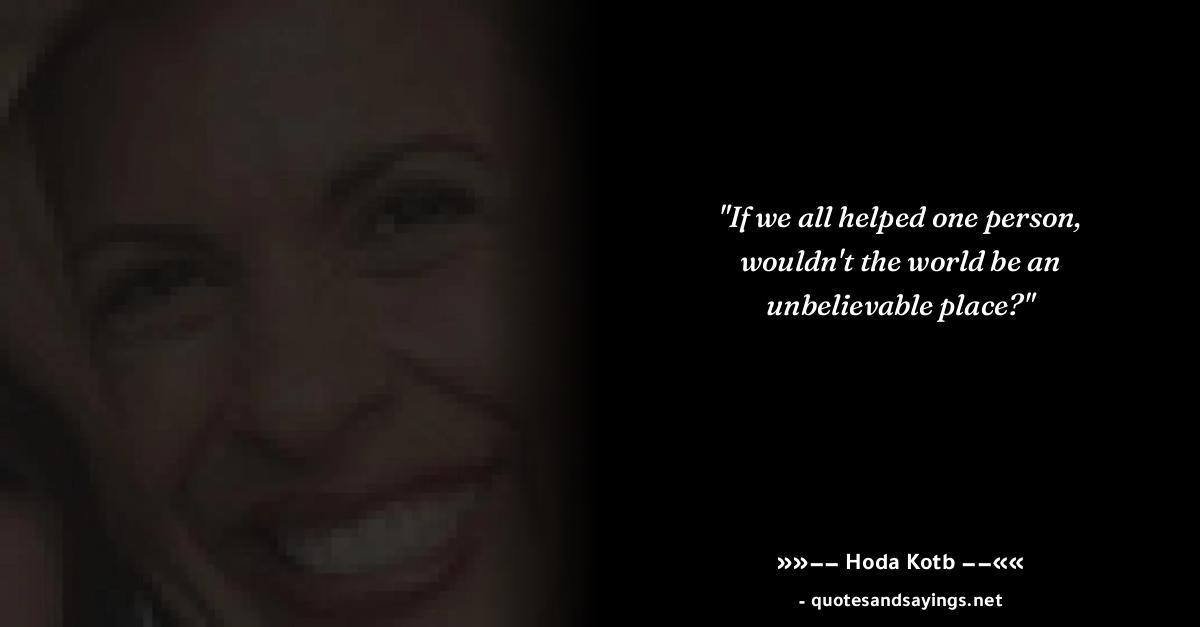 "If we all helped one person,
wouldn't the world be an
unbelievable place?"
»»–– Hoda Kotb ––««
- quotesandsayings.net